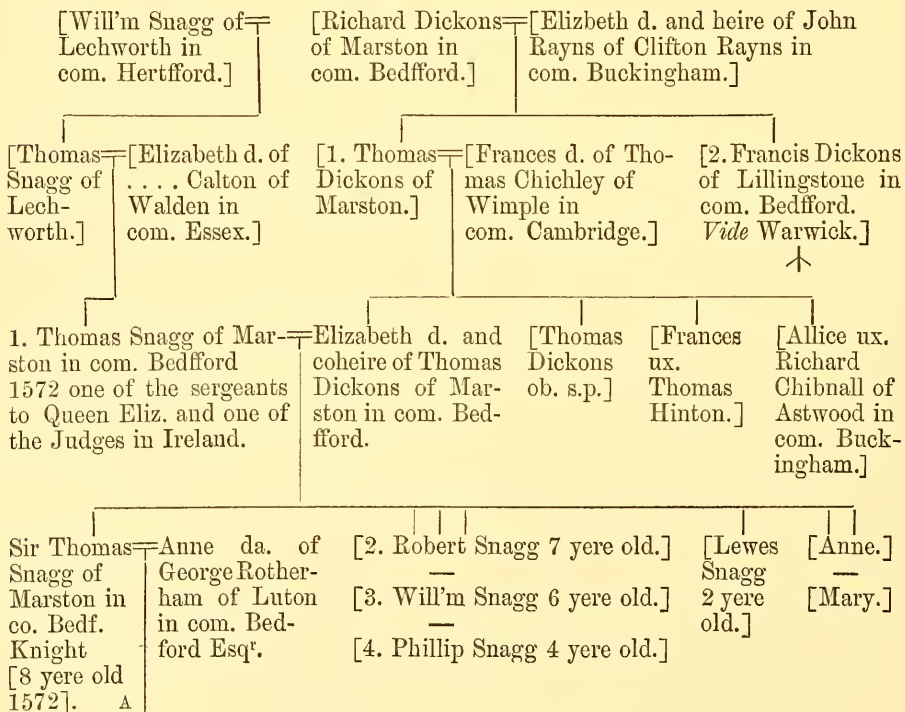 [Will'm Snagg of
Lechworth in
com. Hertfford.]
[Richard Dickons
of Marston in
com. Bedfford.]
[Elizbeth d. and heire of John
Rayns of Clifton Rayns in
com. Buckingham.]
[Thomas
Snagg of
Lech-
worth.]
[Elizabeth d. of
. . . . Calton of
Walden in
com. Essex.]
[1. Thomas
Dickons of
Marston.]
[Frances d. of Tho-
mas Chichley of
Wimple in
com. Cambridge.]
[2. Francis Dickons
of Lillingstone in
com. Bedfford.
Vide Warwick.]
1. Thomas Snagg of Mar-
ston in com. Bedfford
1572 one of the sergeants
to Queen Eliz. and one of
the Judges in Ireland.
Elizabeth d. and
coheire of Thomas
Dickons of Mar-
ston in com. Bed-
fford.
[Thomas
Dickons
ob. s.p.]
[Frances
ux.
Thomas
Hinton.]
[Allice ux.
Richard
Chibnall of
Astwood in
com. Buck-
ingham.]
Sir Thomas
Snagg of
Marston in
co. Bedf.
Knight
[8 yere old
1572]. A
Anne da. of
George Rother-
ham of Luton
in com. Bed-
ford Esqr.
[2. Robert Snagg 7 yere old.]
—
[3. Will'm Snagg 6 yere old.]
—
[4. Phillip Snagg 4 yere old.]
[Lewes
Snagg
2 yere
old.]
[Anne.]
—
[Mary.]